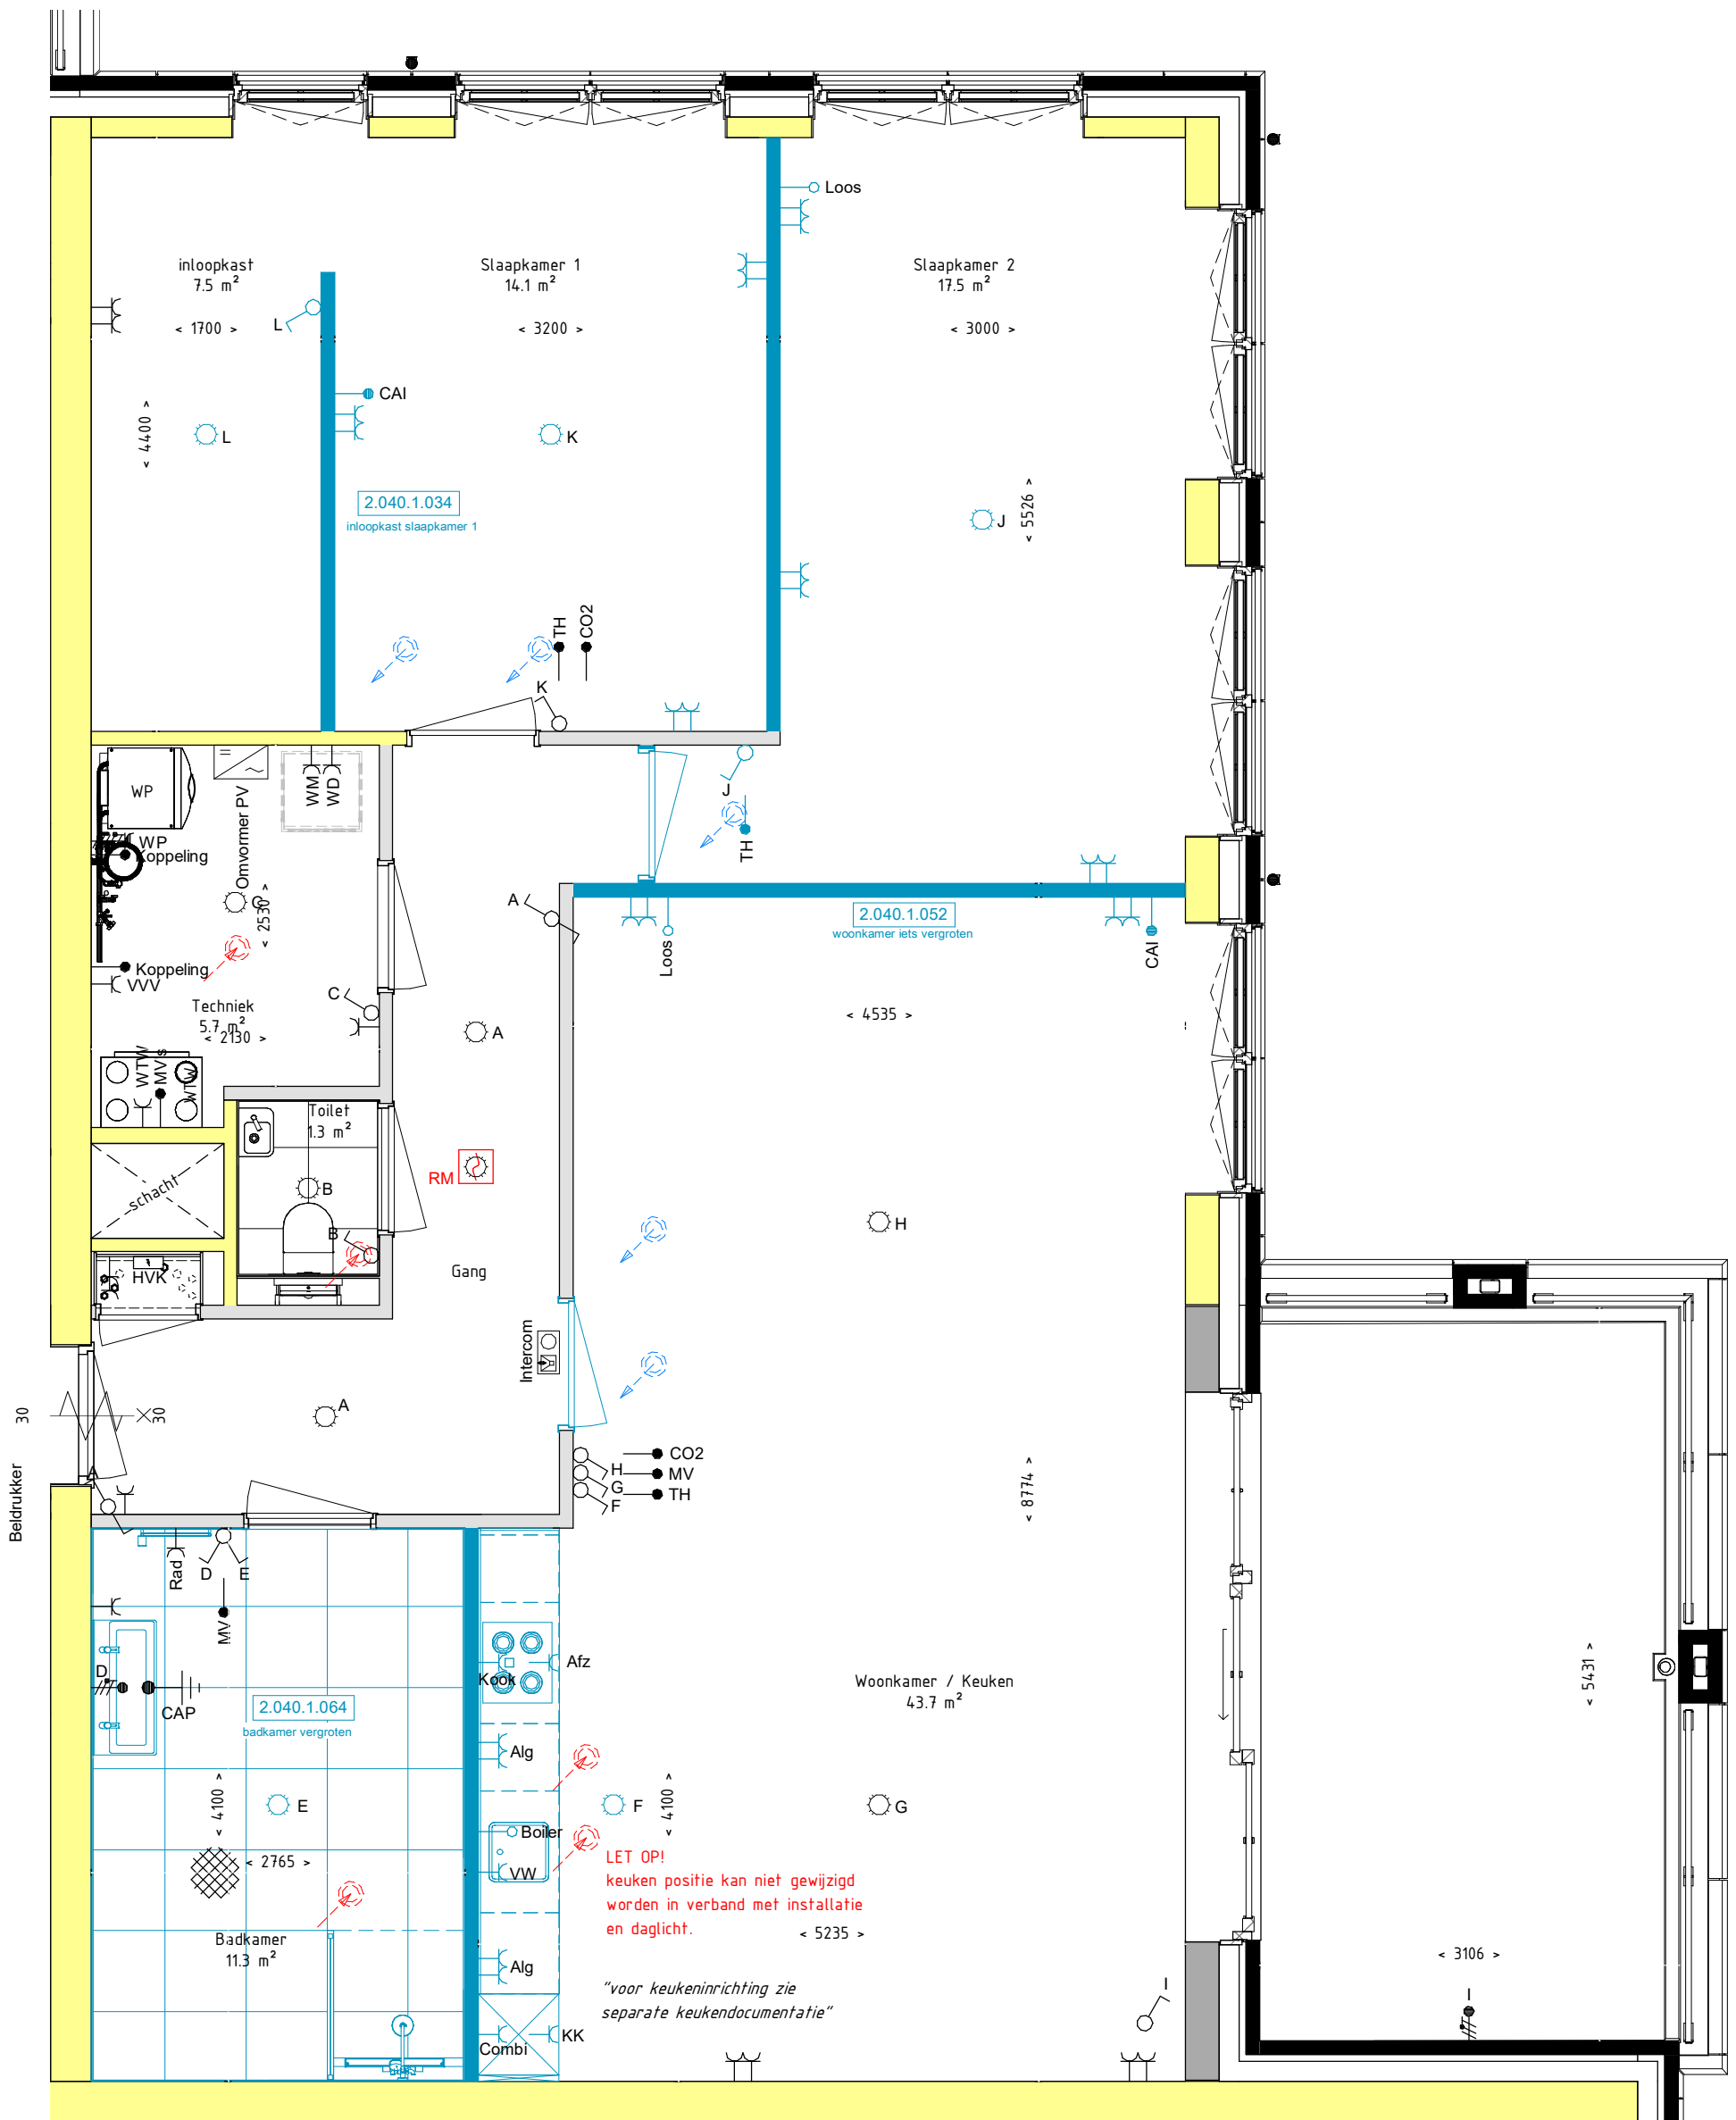 Loos
inloopkast
7.5 m²
Slaapkamer 1
14.1 m²
Slaapkamer 2
17.5 m²
< 1700 >
L
< 3200 >
< 3000 >
CAI
< 4400 >
L
K
2.040.1.034
inloopkast slaapkamer 1
< 5526 >
J
TH
CO2
K
WP
Omvormer PV
WM
WD
J
TH
WP
Koppeling
C
< 2530 >
A
2.040.1.052
woonkamer iets vergroten
Loos
CAI
Koppeling
VVV
C
Techniek
5.7 m²
< 2130 >
A
< 4535 >
WTW
MVs
WTW
Toilet
1.3 m²
RM
schacht
B
B
H
HVK
Gang
Intercom
30
30
A
Beldrukker
A
CO2
MV
TH
H
G
F
< 8774 >
Rad
D
E
MV
D
CAP
Kook
Afz
Woonkamer / Keuken
43.7 m²
< 5431 >
2.040.1.064
badkamer vergroten
Alg
< 4100 >
E
F
< 4100 >
G
Boiler
VW
< 2765 >
LET OP!
keuken positie kan niet gewijzigd
worden in verband met installatie
en daglicht.
< 5235 >
Badkamer
11.3 m²
Alg
< 3106 >
"voor keukeninrichting zie
separate keukendocumentatie"
I
I
Combi
KK